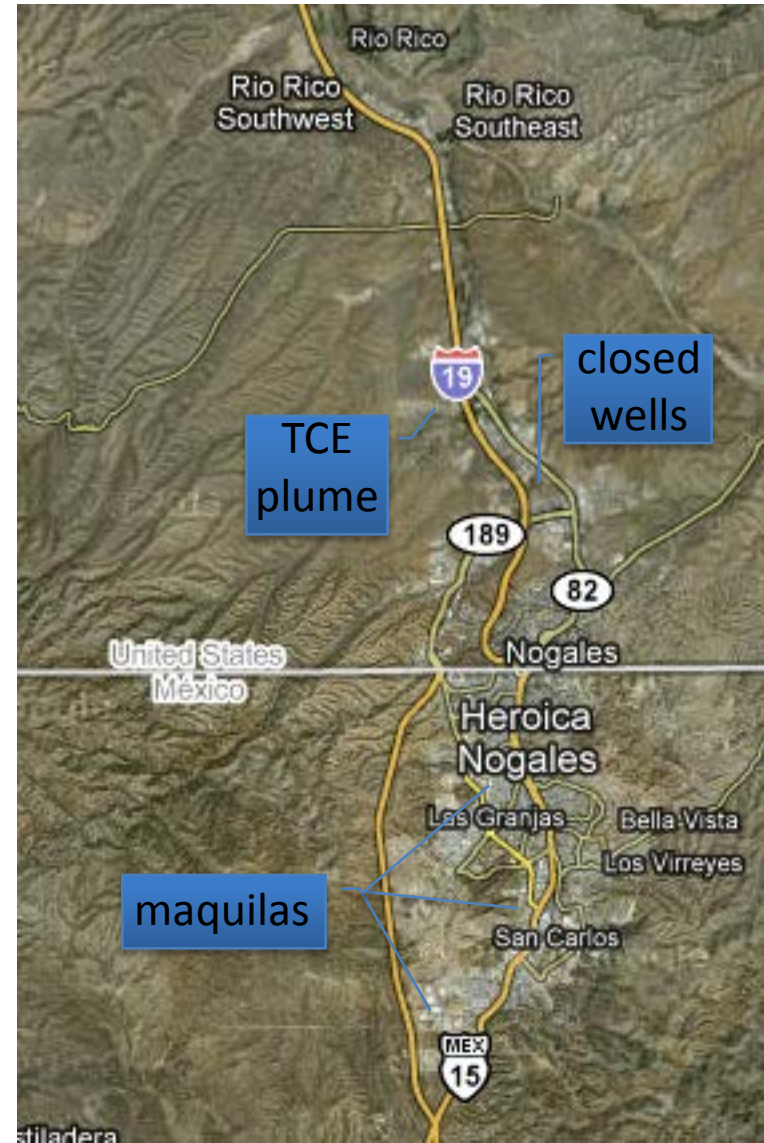 Rio Rico
Rio Rico
Southwest
Rio Rico
Southeast
19
closed
wells
TCE
plume
189
82
United States
México
Nogales
Heroica
Nogales
Las Granjas
Bella Vista
Los Virreyes
maquilas
San Carlos
MEX
15
stiladera